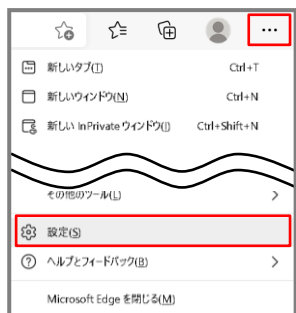 新しいタブ(T) Ctrl+T
新しいウィンドウ(N) Ctrl+N
新しい InPrivate ウィンドウ(I) Ctrl+Shift+N
その他のツール(L)
設定(S)
ヘルプとフィードバック(B)
Microsoft Edge を閉じる(M)